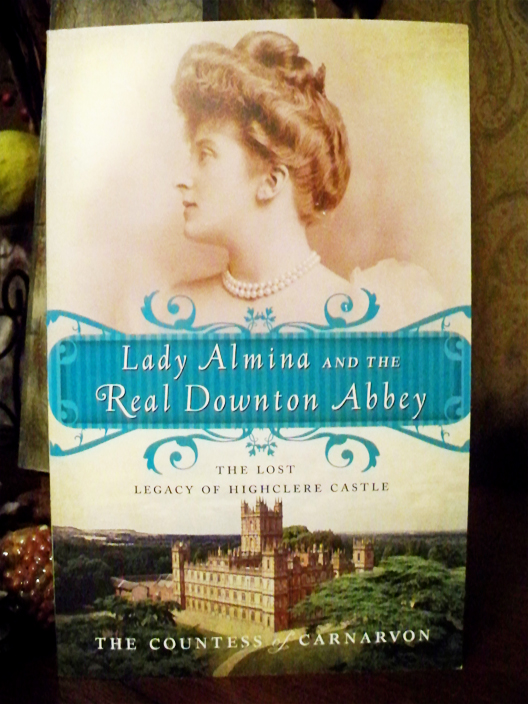 Lady Almina AND THE
Real Downton Abbey
THE LOST
LEGACY OF HIGHCLERE CASTLE
THE COUNTESS of CARNARVON